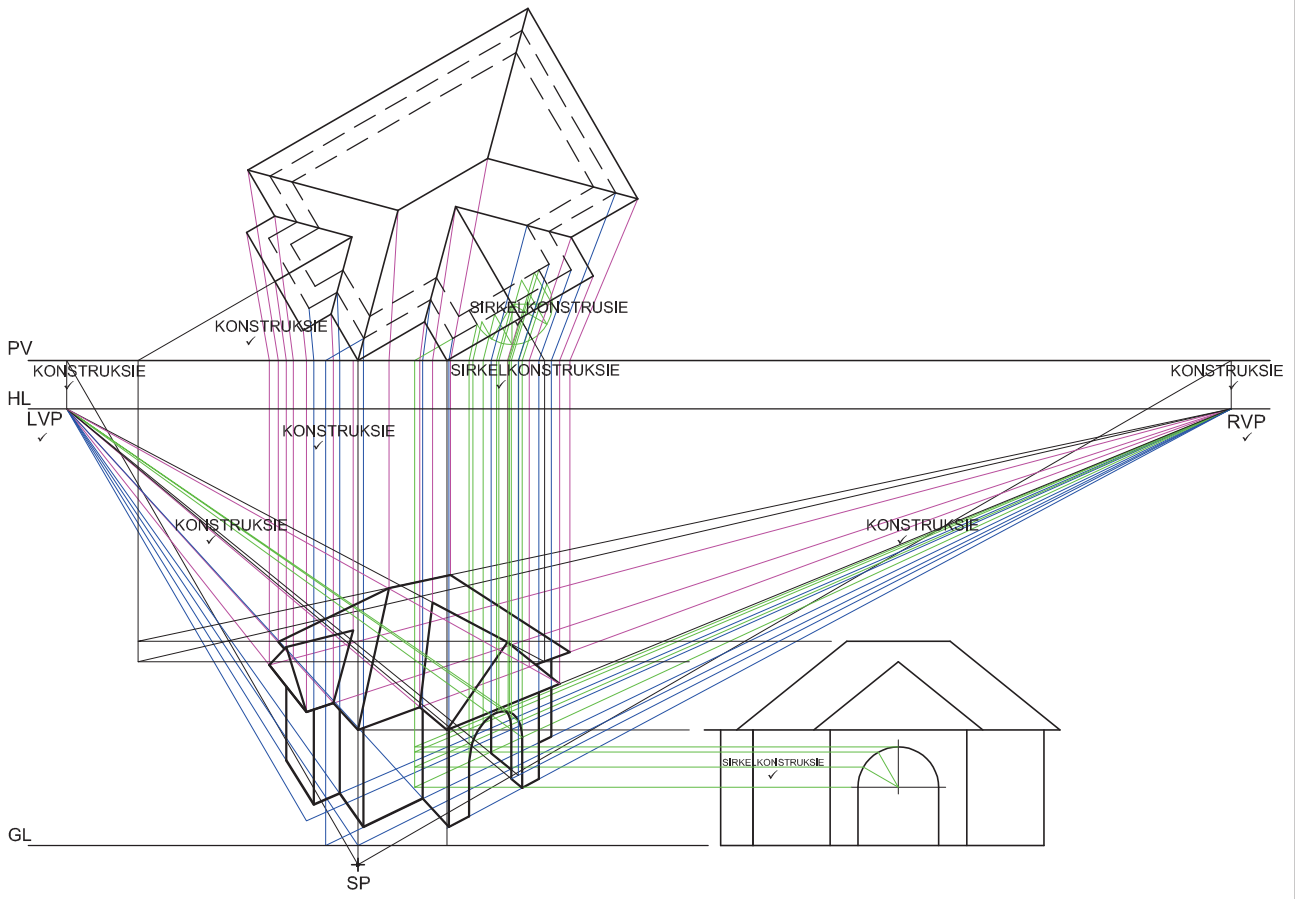 SIRKELKONSTRUSIE
KONSTRUKSIE
✓
PV
KONSTRUKSIE
✓
SIRKELKONSTRUKSIE
✓
KONSTRUKSIE
✓
HL
LVP
✓
RVP
✓
KONSTRUKSIE
✓
KONSTRUKSIE
✓
KONSTRUKSIE
✓
SIRKELKONSTRUKSIE
✓
GL
SP